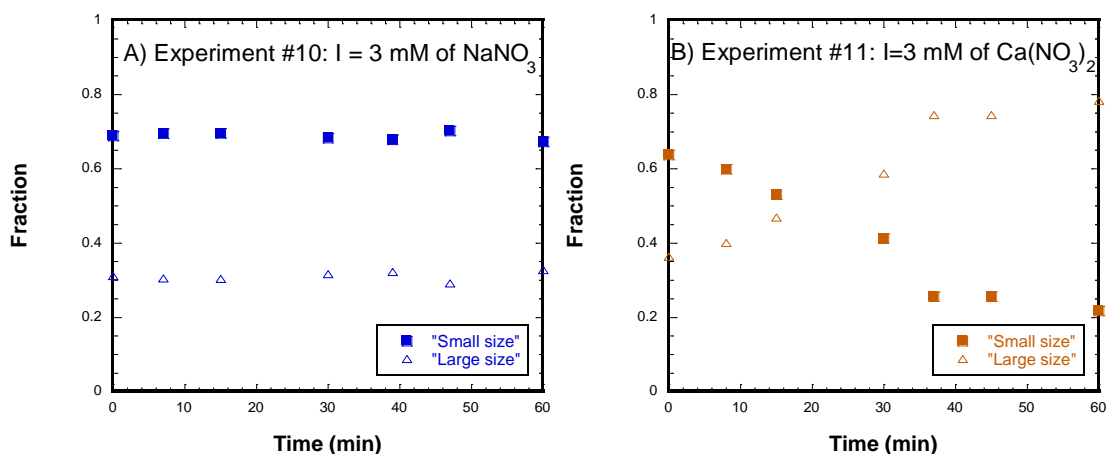 A) Experiment #10: I = 3 mM of NaNO3
1
0.8
0.6
0.4
0.2
0
Fraction
"Small size"
"Large size"
0 10 20 30 40 50 60
Time (min)
B) Experiment #11: I=3 mM of Ca(NO3)2
1
0.8
0.6
0.4
0.2
0
Fraction
"Small size"
"Large size"
0 10 20 30 40 50 60
Time (min)